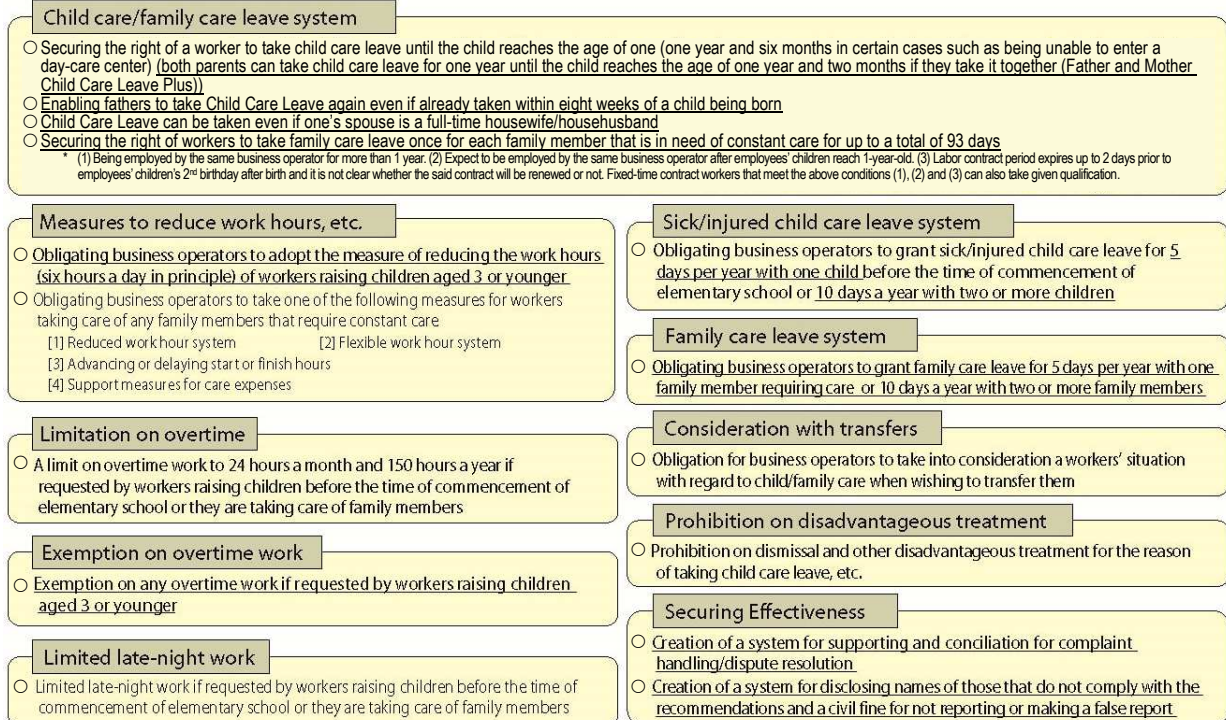 Child care/family care leave system
○ Securing the right of a worker to take child care leave until the child reaches the age of one (one year and six months in certain cases such as being unable to enter a
day-care center) (both parents can take child care leave for one year until the child reaches the age of one year and two months if they take it together (Father and Mother
Child Care Leave Plus))
○ Enabling fathers to take Child Care Leave again even if already taken within eight weeks of a child being born
○ Child Care Leave can be taken even if one's spouse is a full-time housewife/househusband
○ Securing the right of workers to take family care leave once for each family member that is in need of constant care for up to a total of 93 days
* (1) Being employed by the same business operator for more than 1 year. (2) Expect to be employed by the same business operator after employees' children reach 1-year-old. (3) Labor contract period expires up to 2 days prior to
employees' children's 2nd birthday after birth and it is not clear whether the said contract will be renewed or not. Fixed-time contract workers that meet the above conditions (1), (2) and (3) can also take given qualification.
Measures to reduce work hours, etc.
○ Obligating business operators to adopt the measure of reducing the work hours
(six hours a day in principle) of workers raising children aged 3 or younger
○ Obligating business operators to take one of the following measures for workers
taking care of any family members that require constant care
[1] Reduced work hour system [2] Flexible work hour system
[3] Advancing or delaying start or finish hours
[4] Support measures for care expenses
Limitation on overtime
○ A limit on overtime work to 24 hours a month and 150 hours a year if
requested by workers raising children before the time of commencement of
elementary school or they are taking care of family members
Exemption on overtime work
○ Exemption on any overtime work if requested by workers raising children
aged 3 or younger
Limited late-night work
○ Limited late-night work if requested by workers raising children before the time of
commencement of elementary school or they are taking care of family members
Sick/injured child care leave system
○ Obligating business operators to grant sick/injured child care leave for 5
days per year with one child before the time of commencement of
elementary school or 10 days a year with two or more children
Family care leave system
○ Obligating business operators to grant family care leave for 5 days per year with one
family member requiring care or 10 days a year with two or more family members
Consideration with transfers
○ Obligation for business operators to take into consideration a workers' situation
with regard to child/family care when wishing to transfer them
Prohibition on disadvantageous treatment
○ Prohibition on dismissal and other disadvantageous treatment for the reason
of taking child care leave, etc.
Securing Effectiveness
○ Creation of a system for supporting and conciliation for complaint
handling/dispute resolution
○ Creation of a system for disclosing names of those that do not comply with the
recommendations and a civil fine for not reporting or making a false report